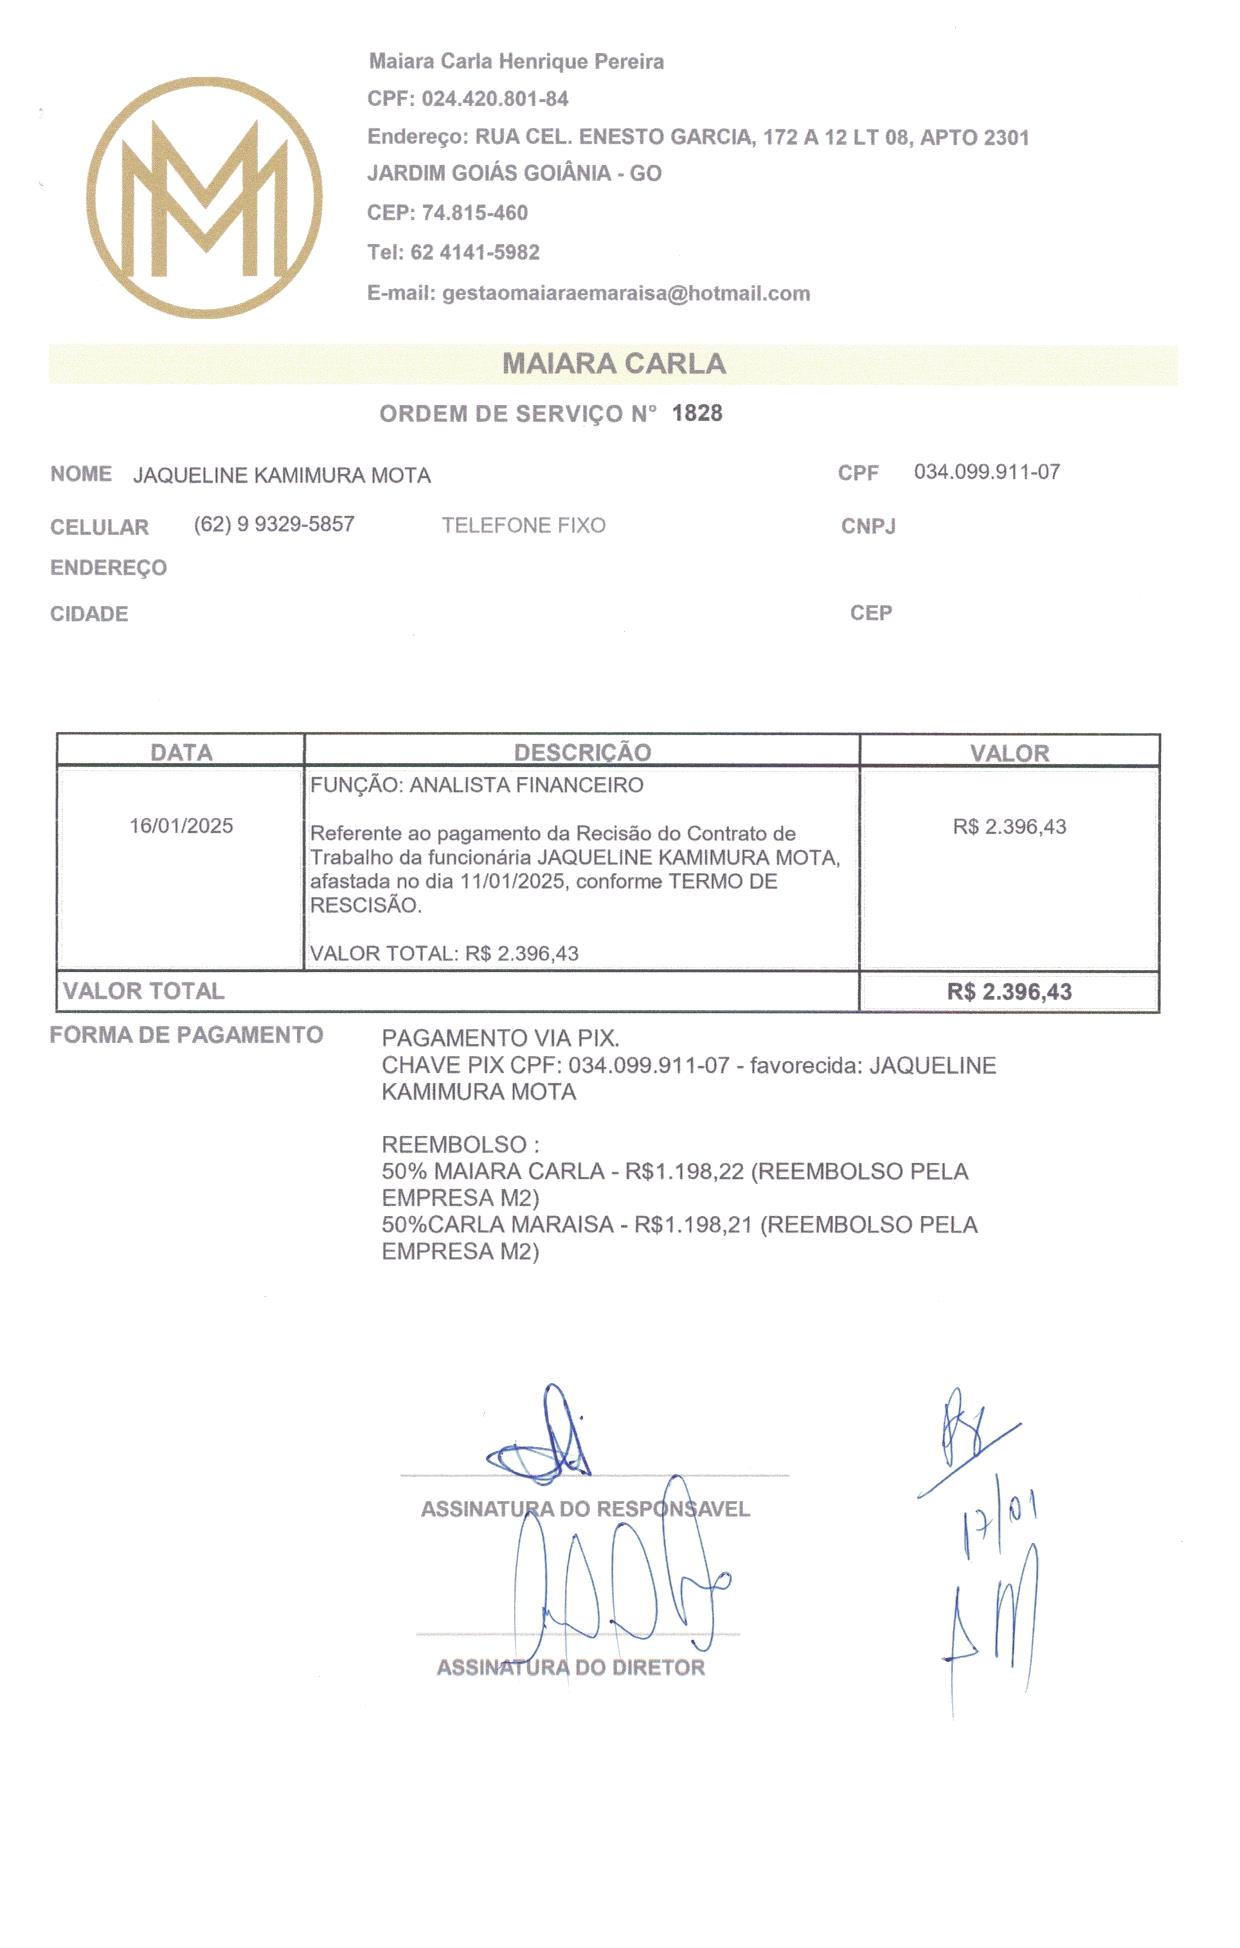 Maiara Carla Henrique Pereira
CPF: 024.420.801-84
Endereço: RUA CEL. ENESTO GARCIA, 172 A 12 LT 08, APTO 2301
JARDIM GOIÁS GOIÂNIA - GO
CEP: 74.815-460
Tel: 62 4141-5982
E-mail: gestaomaiaraemaraisa@hotmail.com
MAIARA CARLA
ORDEM DE SERVIÇO N° 1828
NOME JAQUELINE KAMIMURA MOTA CPF 034.099.911-07
CELULAR (62) 9 9329-5857 TELEFONE FIXO CNPJ
ENDEREÇO
CIDADE CEP
DATA DESCRIÇÃO VALOR
FUNÇÃO: ANALISTA FINANCEIRO
16/01/2025 R$ 2.396,43
Referente ao pagamento da Recisão do Contrato de
Trabalho da funcionária JAQUELINE KAMIMURA MOTA,
afastada no dia 11/01/2025, conforme TERMO DE
RESCISÃO.
VALOR TOTAL: R$ 2.396,43
VALOR TOTAL R$ 2.396,43
FORMA DE PAGAMENTO PAGAMENTO VIA PIX.
CHAVE PIX CPF: 034.099.911-07 - favorecida: JAQUELINE
KAMIMURA MOTA
REEMBOLSO :
50% MAIARA CARLA - R$1.198,22 (REEMBOLSO PELA
EMPRESA M2)
50%CARLA MARAISA - R$1.198,21 (REEMBOLSO PELA
EMPRESA M2)
ASSINATURA DO RESPONSAVEL
17/01
ASSINATURA DO DIRETOR